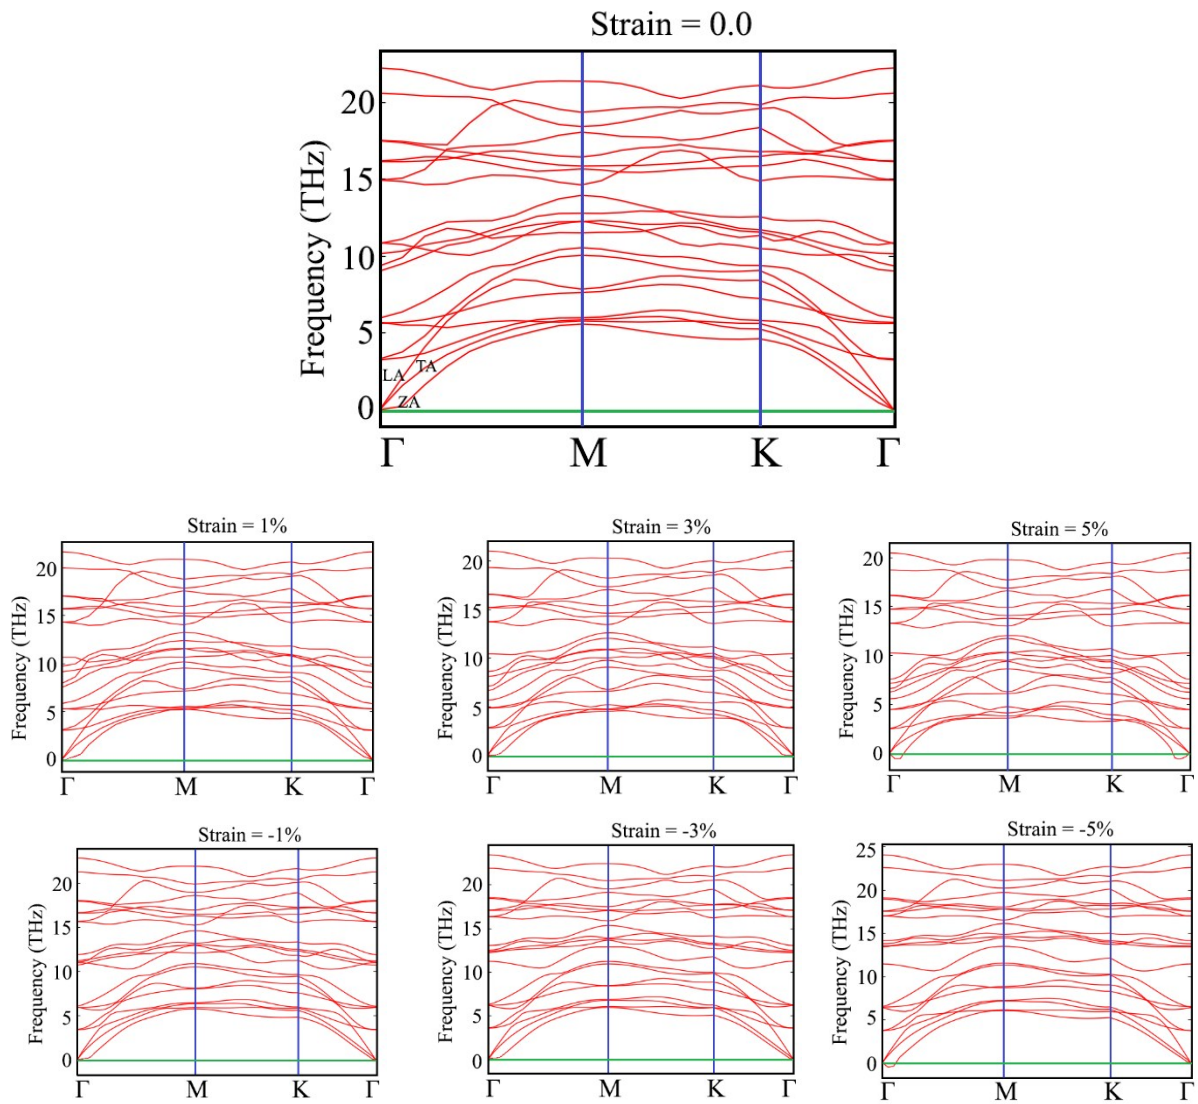 Strain = 0.0
Frequency (THz)
20
15
10
5
0
LA
TA
ZA
Γ M K Γ
Strain = 1%
Frequency (THz)
20
15
10
5
0
Γ M K Γ
Strain = 3%
Frequency (THz)
20
15
10
5
0
Γ M K Γ
Strain = 5%
Frequency (THz)
20
15
10
5
0
Γ M K Γ
Strain = -1%
Frequency (THz)
20
15
10
5
0
Γ M K Γ
Strain = -3%
Frequency (THz)
20
15
10
5
0
Γ M K Γ
Strain = -5%
Frequency (THz)
25
20
15
10
5
0
Γ M K Γ